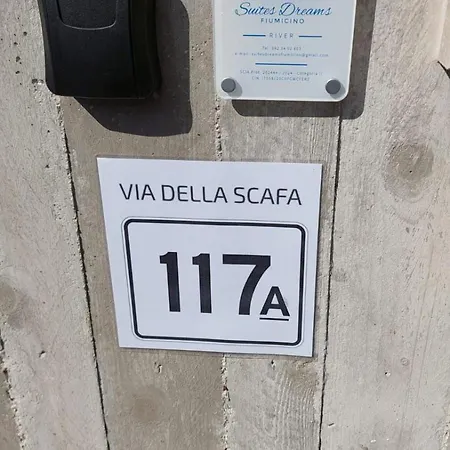 Suites Dreams
FIUMICINO
RIVER
VIA DELLA SCAFA
117A